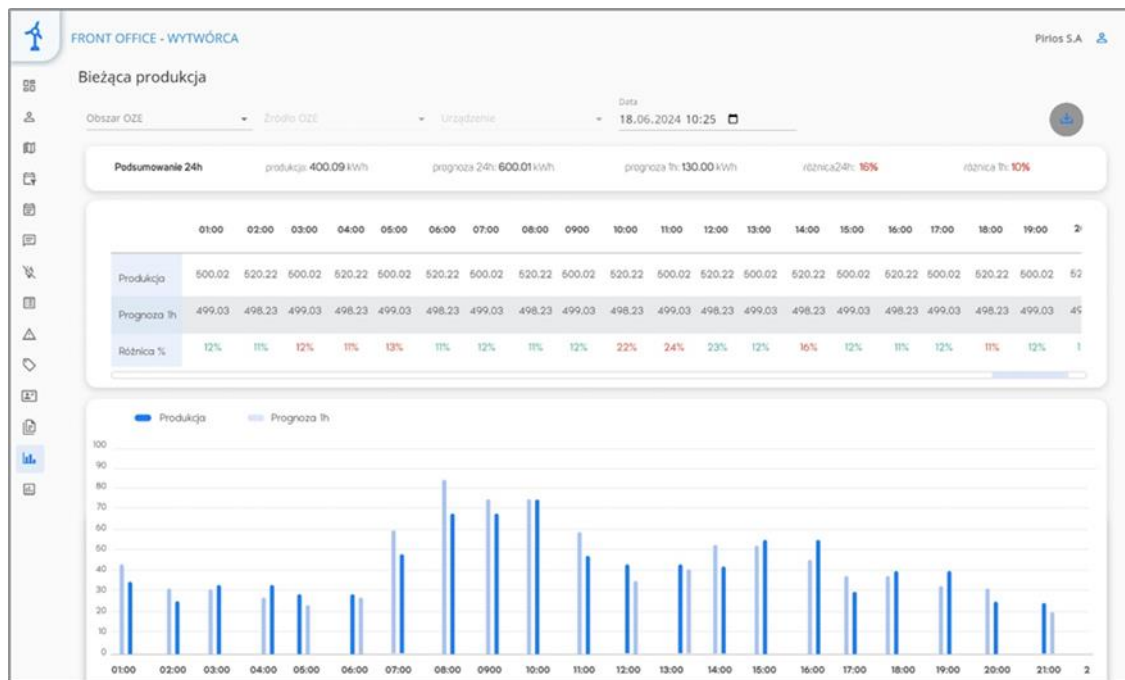 FRONT OFFICE - WYTWÓRCA
Pirios S.A
Bieżąca produkcja
Data
Obszar OZE Źródło OZE Urządzenie 18.06.2024 10:25
Podsumowanie 24h produkcja: 400.09 kWh prognoza 24h: 600.01 kWh prognoza 1h: 130.00 kWh różnica24h: 16% różnica 1h: 10%
01:00 02:00 03:00 04:00 05:00 06:00 07:00 08:00 0900 10:00 11:00 12:00 13:00 14:00 15:00 16:00 17:00 18:00 19:00 2
Produkcja 500.02 520.22 500.02 520.22 500.02 520.22 500.02 520.22 500.02 520.22 500.02 520.22 500.02 520.22 500.02 520.22 500.02 520.22 500.02 52
Prognoza 1h 499.03 498.23 499.03 498.23 499.03 498.23 499.03 498.23 499.03 498.23 499.03 498.23 499.03 498.23 499.03 498.23 499.03 498.23 499.03 49
Różnica % 12% 11% 12% 11% 13% 11% 12% 11% 12% 22% 24% 23% 12% 16% 12% 11% 12% 11% 12% 1
Produkcja Prognoza 1h
100
90
80
70
60
50
40
30
20
10
0
01:00 02:00 03:00 04:00 05:00 06:00 07:00 08:00 0900 10:00 11:00 12:00 13:00 14:00 15:00 16:00 17:00 18:00 19:00 20:00 21:00 2